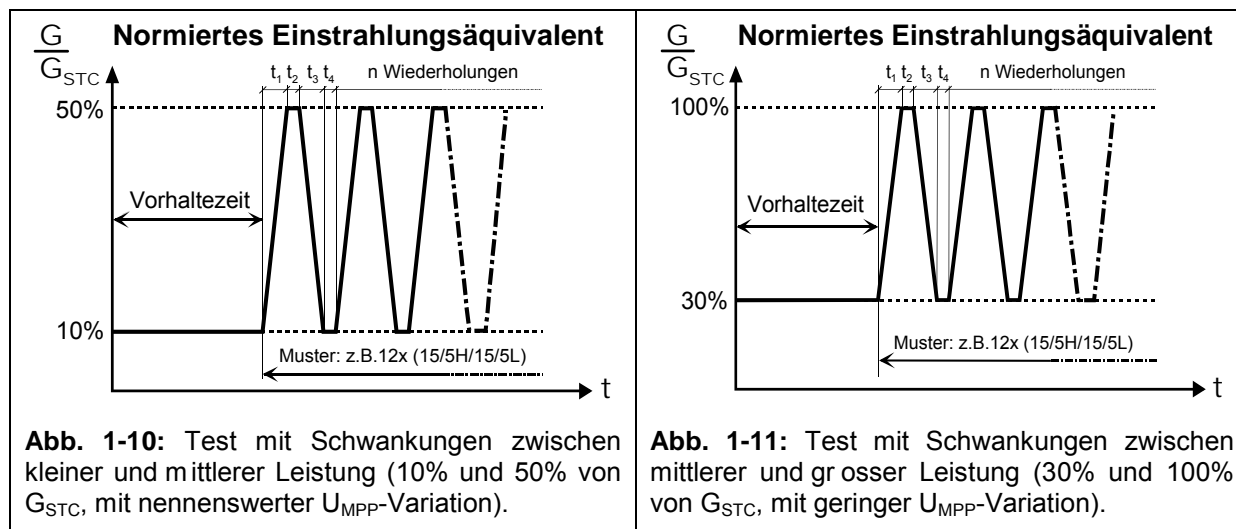 Normiertes Einstrahlungsäquivalent
G
G_STC
t₁ t₂ t₃ t₄ n Wiederholungen
50%
Vorhaltezeit
10%
Muster: z.B.12x (15/5H/15/5L)
t
Abb. 1-10: Test mit Schwankungen zwischen
kleiner und mittlerer Leistung (10% und 50% von
G_STC, mit nennenswerter U_MPP-Variation).
Normiertes Einstrahlungsäquivalent
G
G_STC
t₁ t₂ t₃ t₄ n Wiederholungen
100%
Vorhaltezeit
30%
Muster: z.B.12x (15/5H/15/5L)
t
Abb. 1-11: Test mit Schwankungen zwischen
mittlerer und gr osser Leistung (30% und 100%
von G_STC, mit geringer U_MPP-Variation).